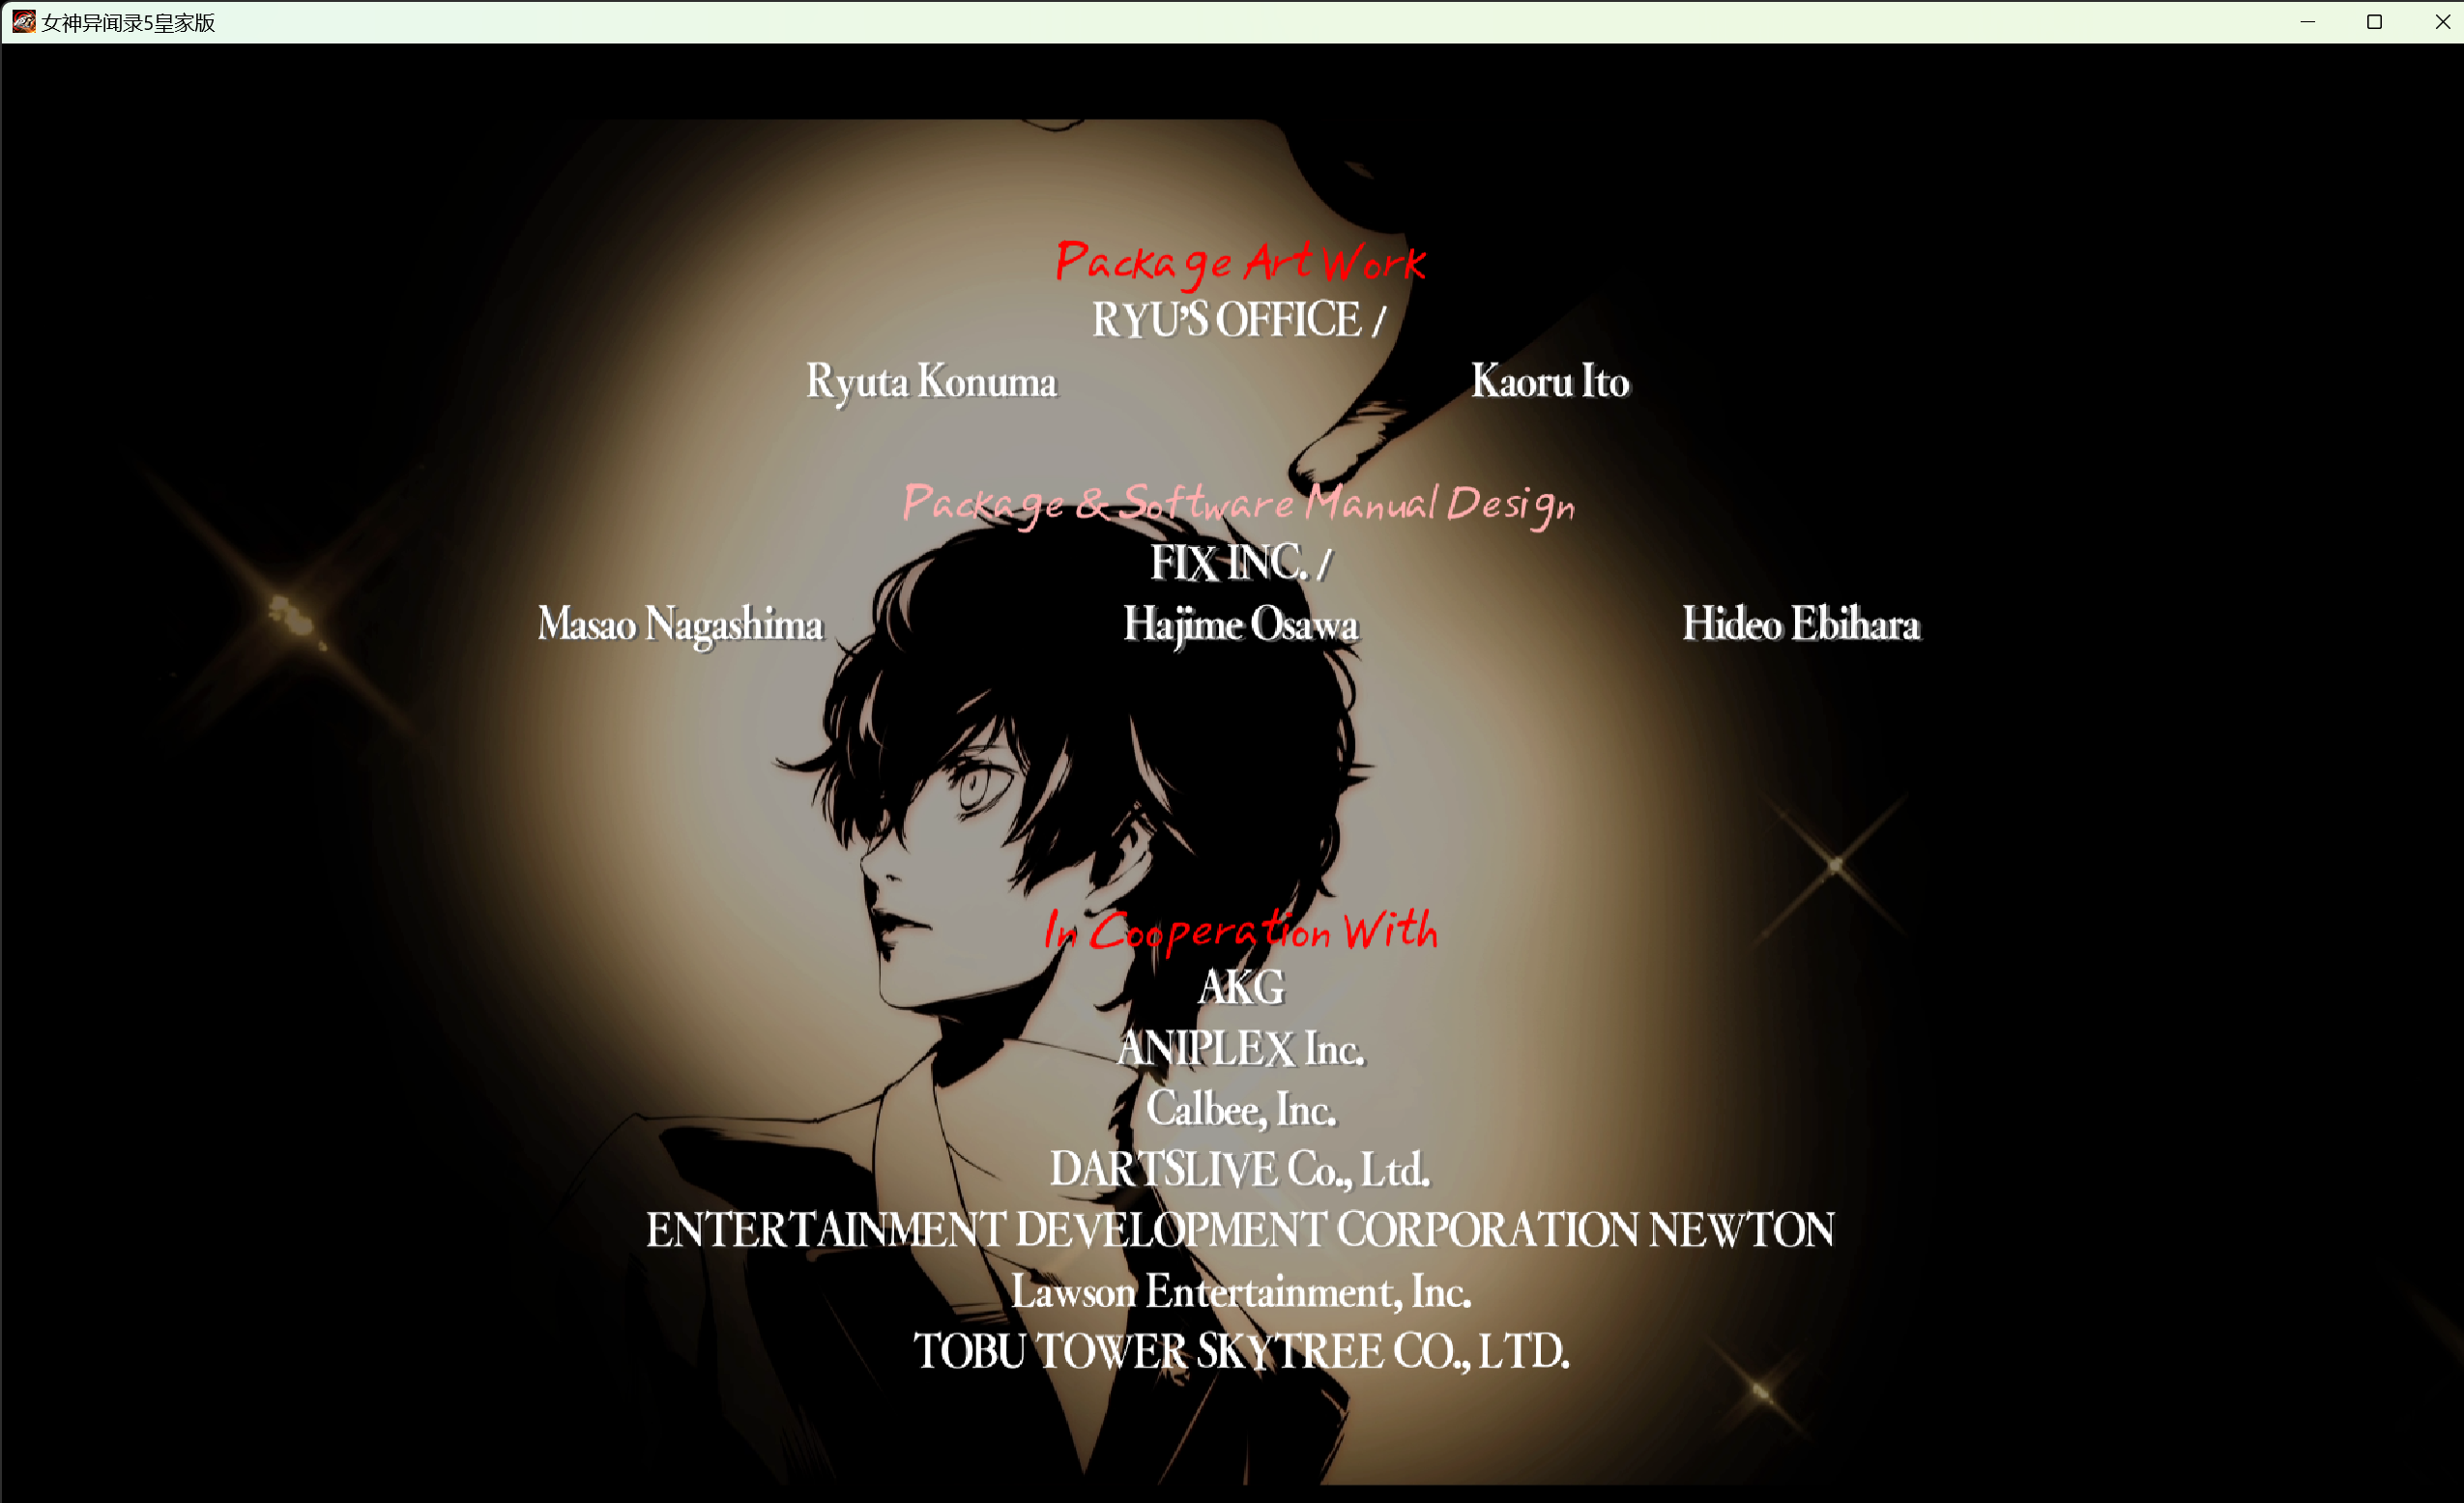 女神异闻录5皇家版
Package Art Work
RYU'S OFFICE /
Ryuta Konuma Kaoru Ito
Package & Software Manual Design
FIX INC. /
Masao Nagashima Hajime Osawa Hideo Ebihara
In Cooperation With
AKG
ANIPLEX Inc.
Calbee, Inc.
DARTSLIVE Co., Ltd.
ENTERTAINMENT DEVELOPMENT CORPORATION NEWTON
Lawson Entertainment, Inc.
TOBU TOWER SKYTREE CO., LTD.